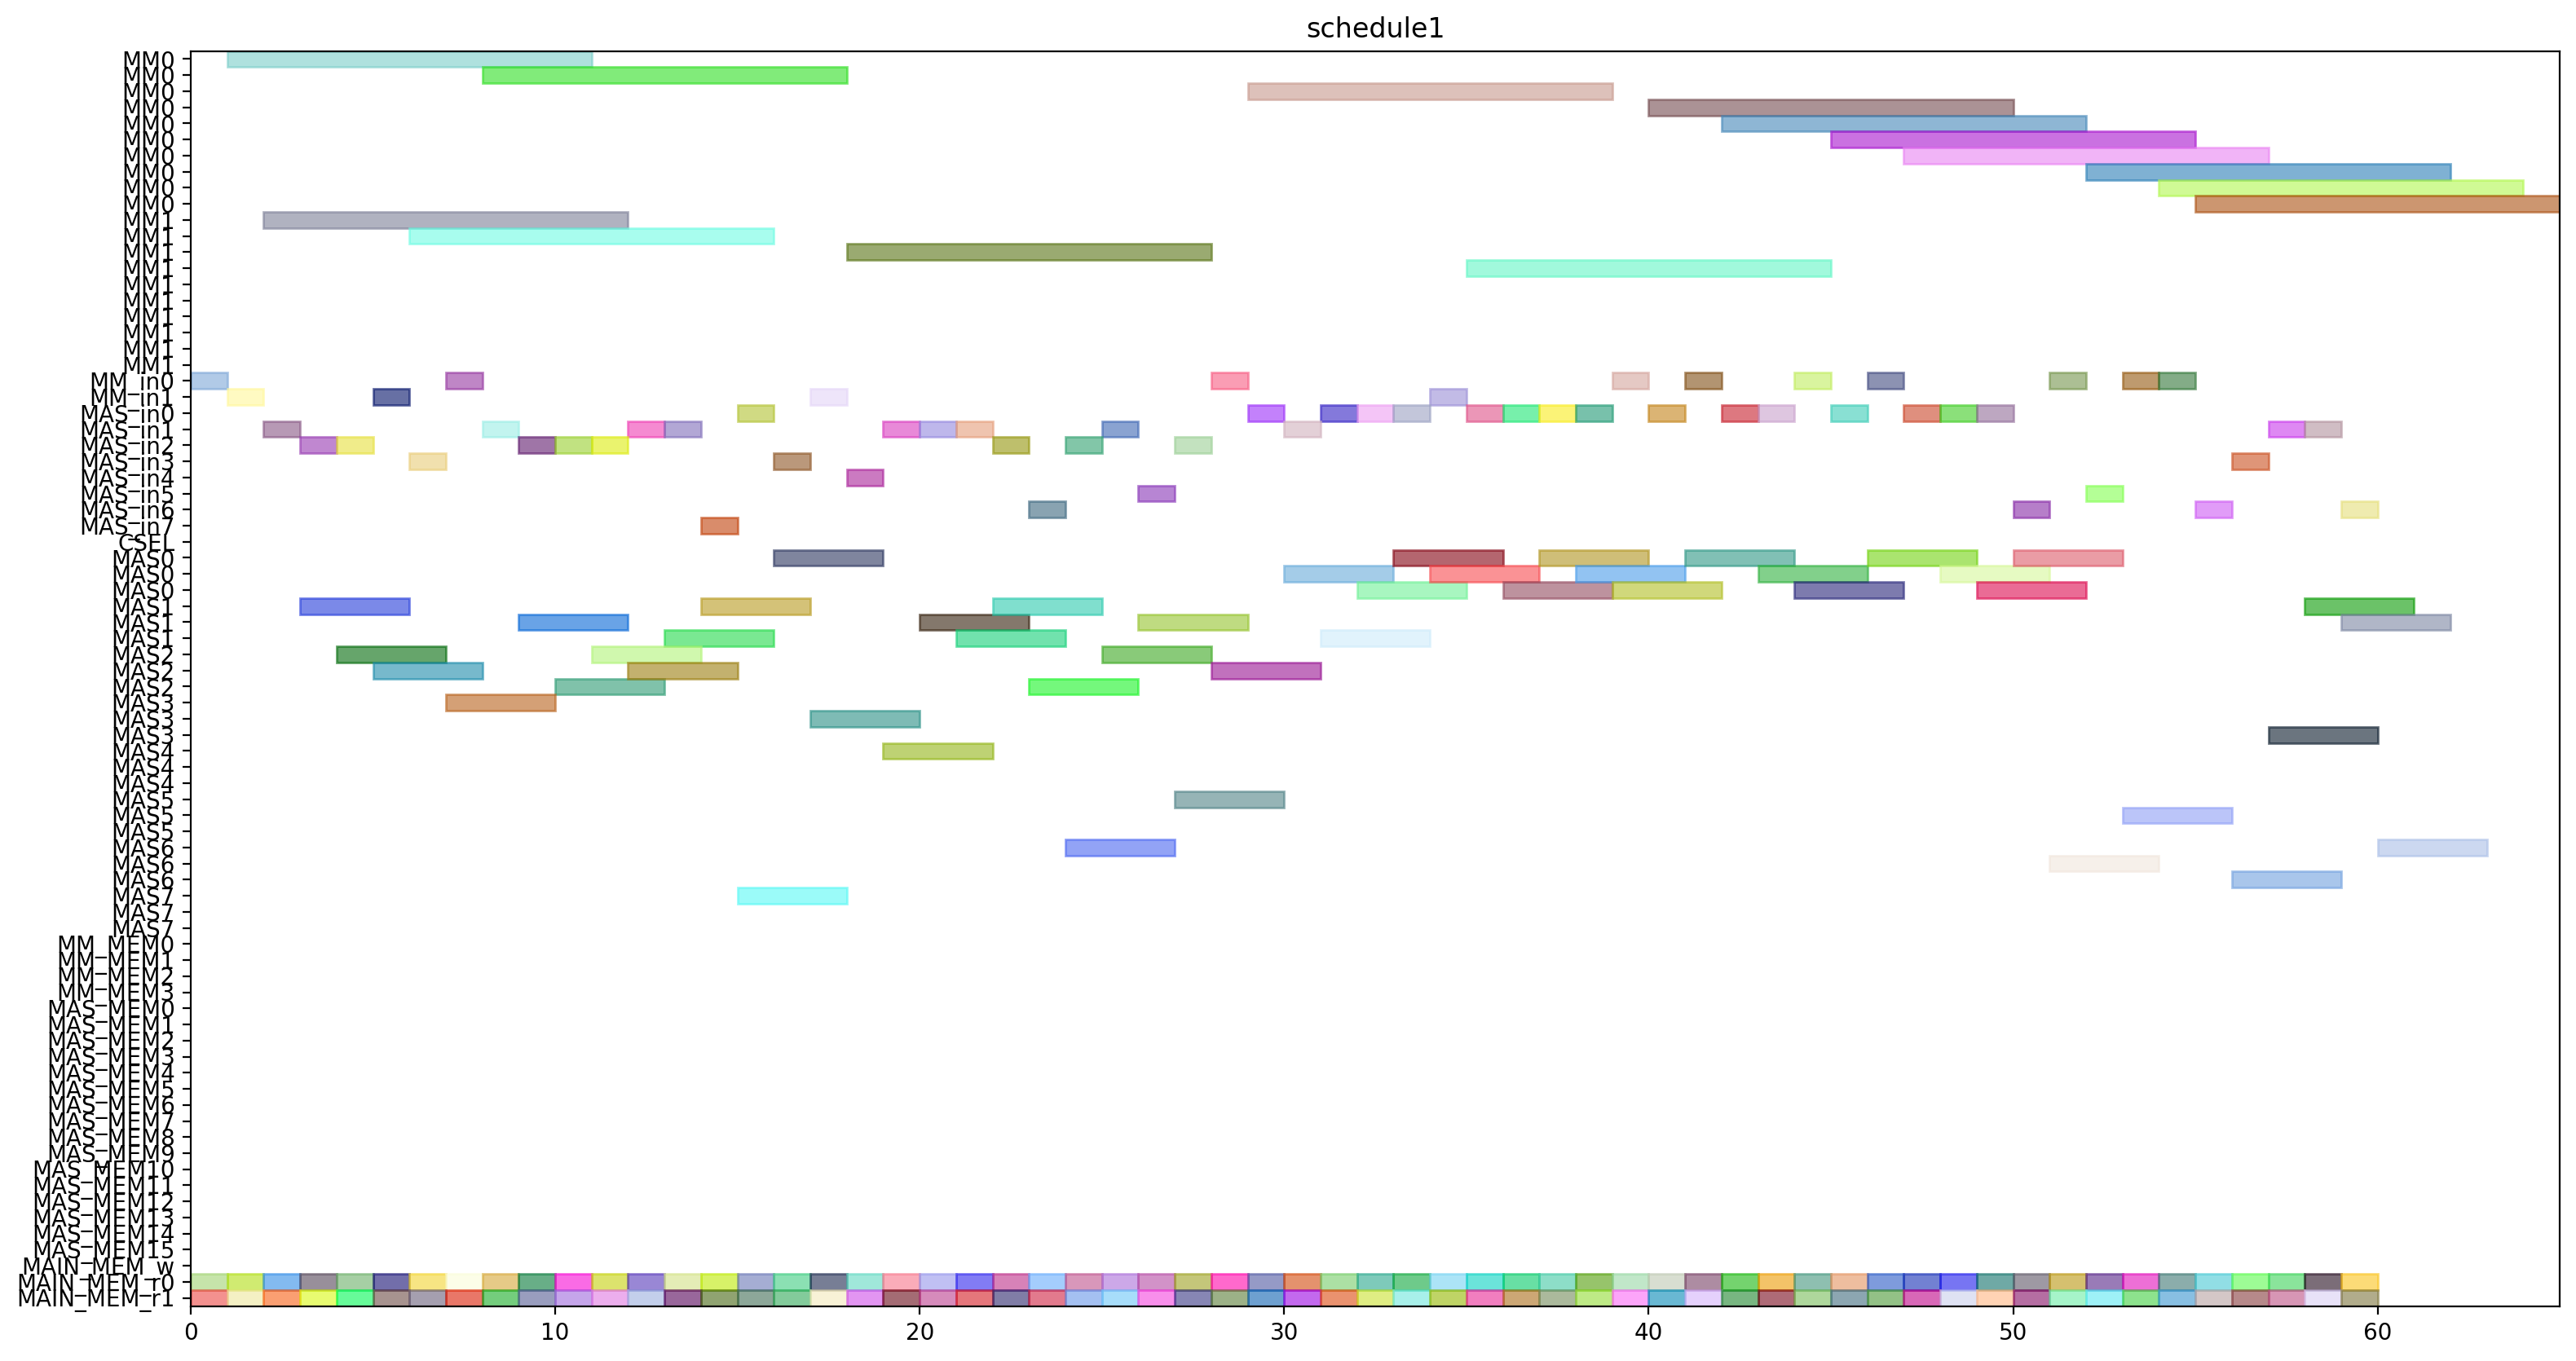 schedule1
MM0
MM0
MM0
MM0
MM0
MM0
MM0
MM0
MM0
MM0
MM1
MM1
MM1
MM1
MM1
MM1
MM1
MM1
MM1
MM1
MM_in0
MM_in1
MAS_in0
MAS_in1
MAS_in2
MAS_in3
MAS_in4
MAS_in5
MAS_in6
MAS_in7
CSEL
MAS0
MAS0
MAS0
MAS1
MAS1
MAS1
MAS2
MAS2
MAS2
MAS3
MAS3
MAS3
MAS4
MAS4
MAS4
MAS5
MAS5
MAS5
MAS6
MAS6
MAS6
MAS7
MAS7
MAS7
MM_MEM0
MM_MEM1
MM_MEM2
MM_MEM3
MAS_MEM0
MAS_MEM1
MAS_MEM2
MAS_MEM3
MAS_MEM4
MAS_MEM5
MAS_MEM6
MAS_MEM7
MAS_MEM8
MAS_MEM9
MAS_MEM10
MAS_MEM11
MAS_MEM12
MAS_MEM13
MAS_MEM14
MAS_MEM15
MAIN_MEM_w
MAIN_MEM_r0
MAIN_MEM_r1
0 10 20 30 40 50 60